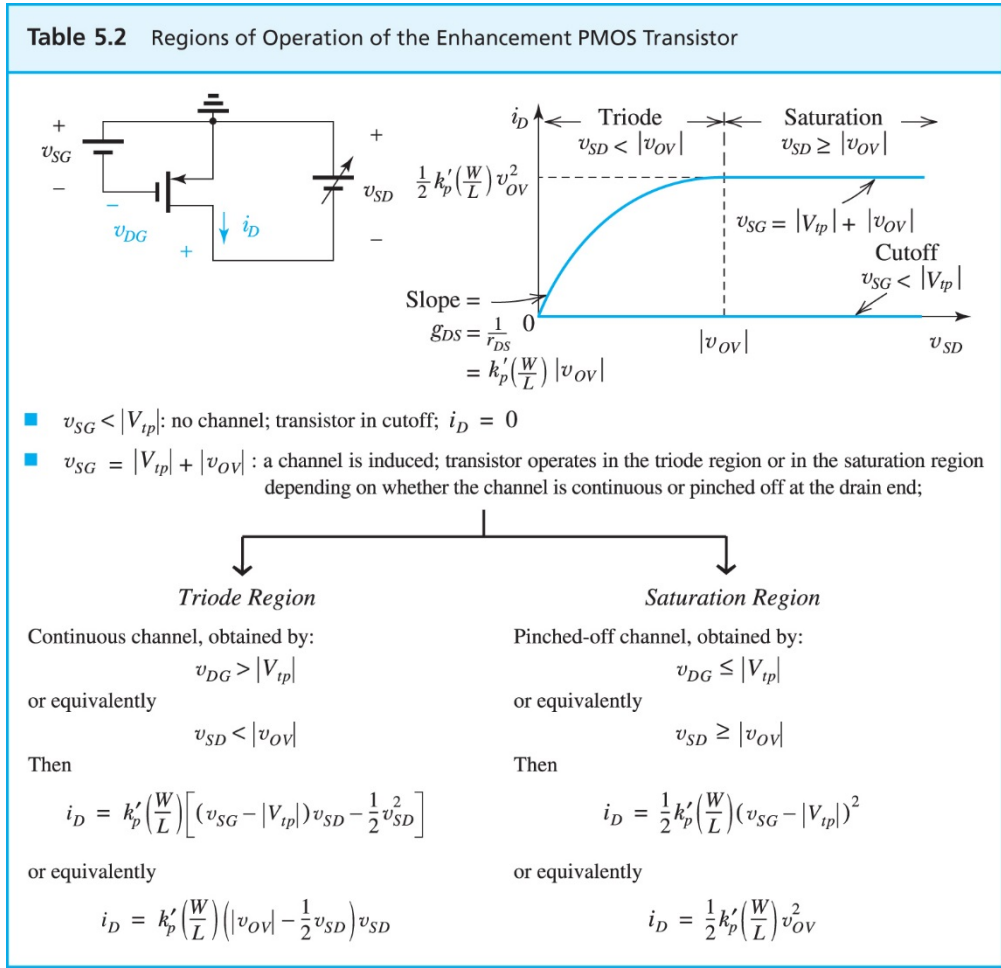 Table 5.2 Regions of Operation of the Enhancement PMOS Transistor
+
v_SG
−
−
v_DG
+
i_D
+
v_SD
−
i_D
Triode
v_SD < |v_OV|
Saturation
v_SD ≥ |v_OV|
½ k′_p (W/L) v²_OV
v_SG = |V_tp| + |v_OV|
Cutoff
v_SG < |V_tp|
Slope =
g_DS = 1/r_DS
= k′_p (W/L) |v_OV|
0
|v_OV|
v_SD
■ v_SG < |V_tp|: no channel; transistor in cutoff; i_D = 0
■ v_SG = |V_tp| + |v_OV| : a channel is induced; transistor operates in the triode region or in the saturation region
depending on whether the channel is continuous or pinched off at the drain end;
Triode Region
Continuous channel, obtained by:
v_DG > |V_tp|
or equivalently
v_SD < |v_OV|
Then
i_D = k′_p (W/L) [(v_SG − |V_tp|) v_SD − ½ v²_SD]
or equivalently
i_D = k′_p (W/L) (|v_OV| − ½ v_SD) v_SD
Saturation Region
Pinched-off channel, obtained by:
v_DG ≤ |V_tp|
or equivalently
v_SD ≥ |v_OV|
Then
i_D = ½ k′_p (W/L) (v_SG − |V_tp|)²
or equivalently
i_D = ½ k′_p (W/L) v²_OV